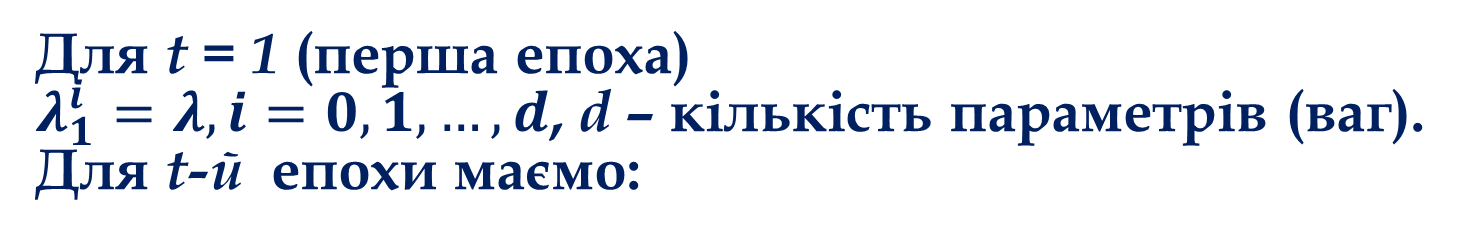 Для t = 1 (перша епоха)
λ₁ⁱ = λ, i = 0, 1, … , d, d – кількість параметрів (ваг).
Для t-й епохи маємо: